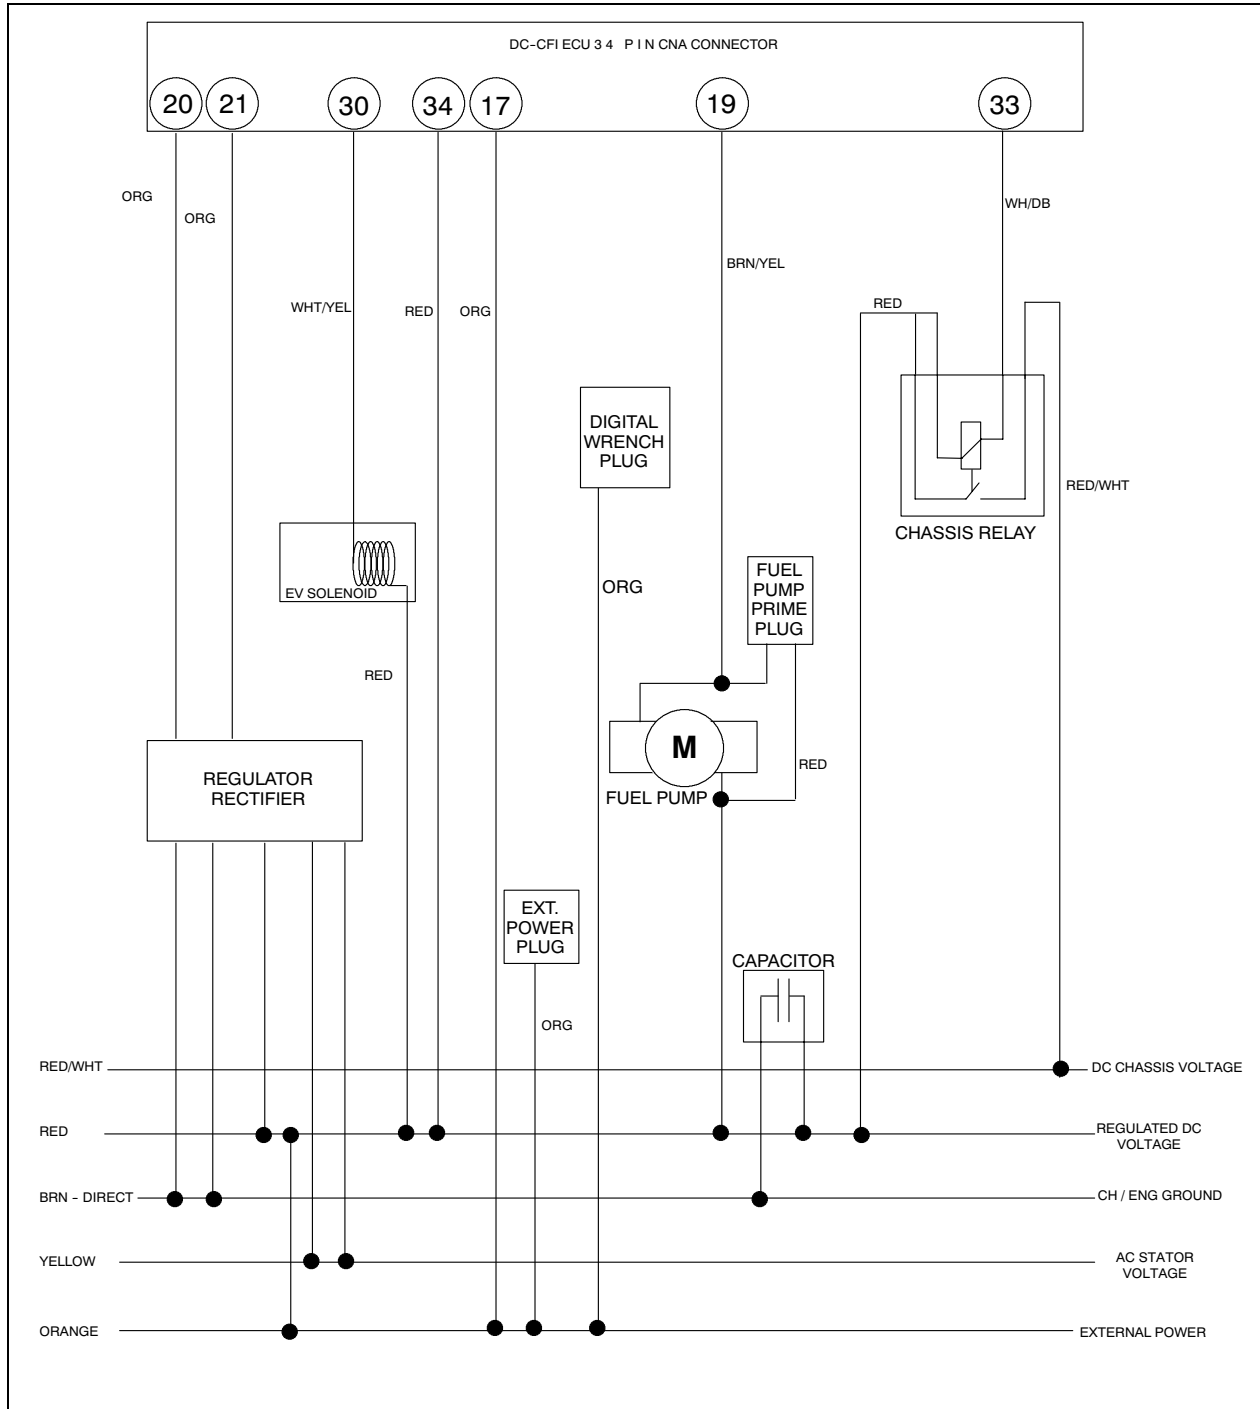 DC-CFI ECU 3 4 P I N CNA CONNECTOR
20 21 30 34 17 19 33
ORG
ORG
WH/DB
BRN/YEL
WHT/YEL
RED
ORG
RED
DIGITAL
WRENCH
PLUG
RED/WHT
CHASSIS RELAY
EV SOLENOID
ORG
FUEL
PUMP
PRIME
PLUG
RED
M
RED
FUEL PUMP
REGULATOR
RECTIFIER
EXT.
POWER
PLUG
CAPACITOR
ORG
RED/WHT
DC CHASSIS VOLTAGE
RED
REGULATED DC
VOLTAGE
BRN - DIRECT
CH / ENG GROUND
YELLOW
AC STATOR
VOLTAGE
ORANGE
EXTERNAL POWER